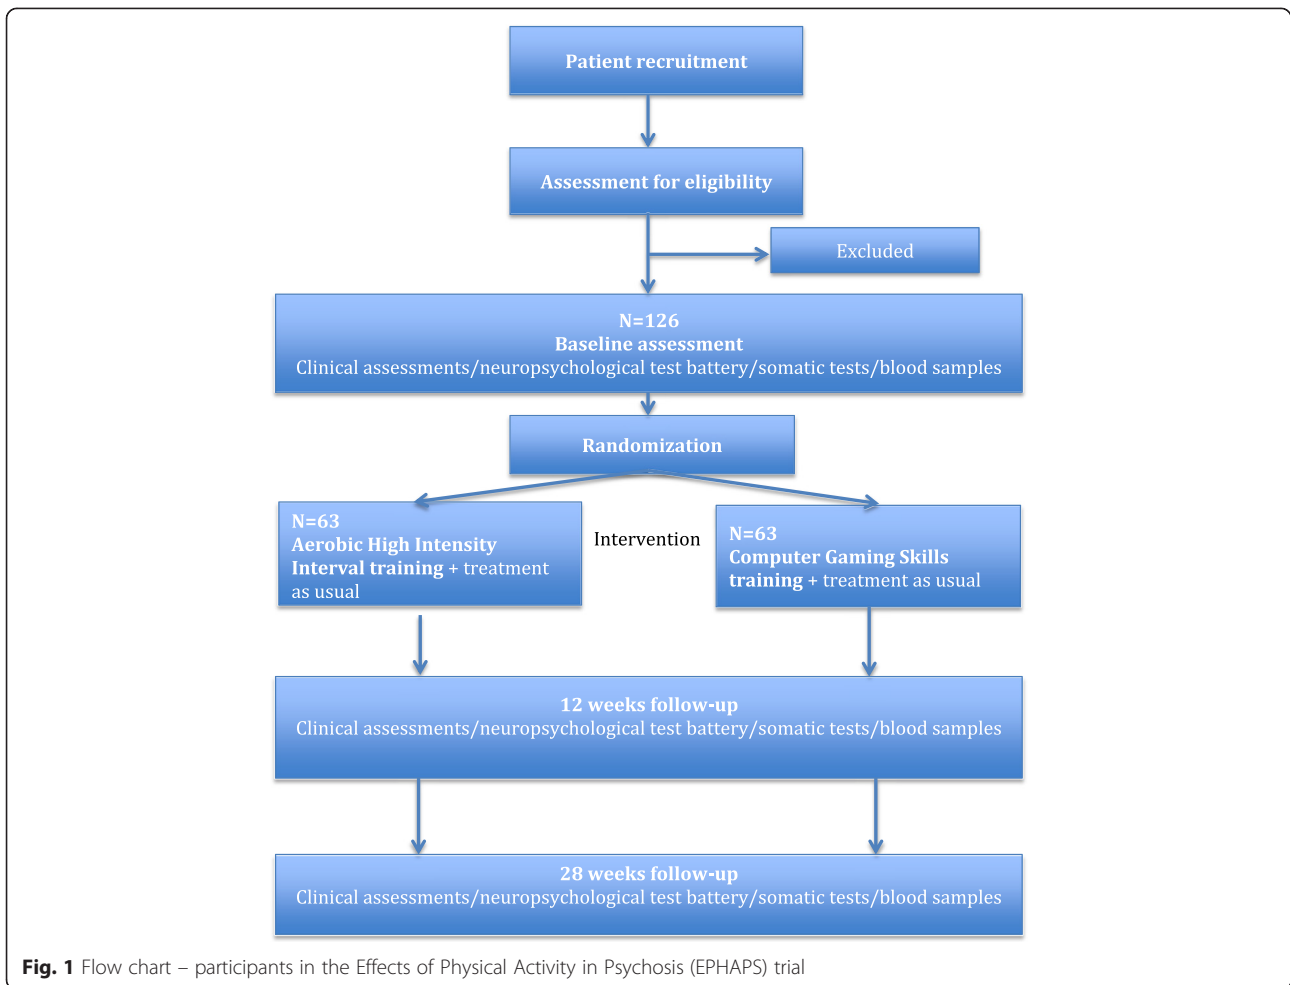 Patient recruitment
Assessment for eligibility
Excluded
N=126
Baseline assessment
Clinical assessments/neuropsychological test battery/somatic tests/blood samples
Randomization
N=63
Aerobic High Intensity
Interval training + treatment
as usual
Intervention
N=63
Computer Gaming Skills
training + treatment as usual
12 weeks follow-up
Clinical assessments/neuropsychological test battery/somatic tests/blood samples
28 weeks follow-up
Clinical assessments/neuropsychological test battery/somatic tests/blood samples
Fig. 1 Flow chart – participants in the Effects of Physical Activity in Psychosis (EPHAPS) trial